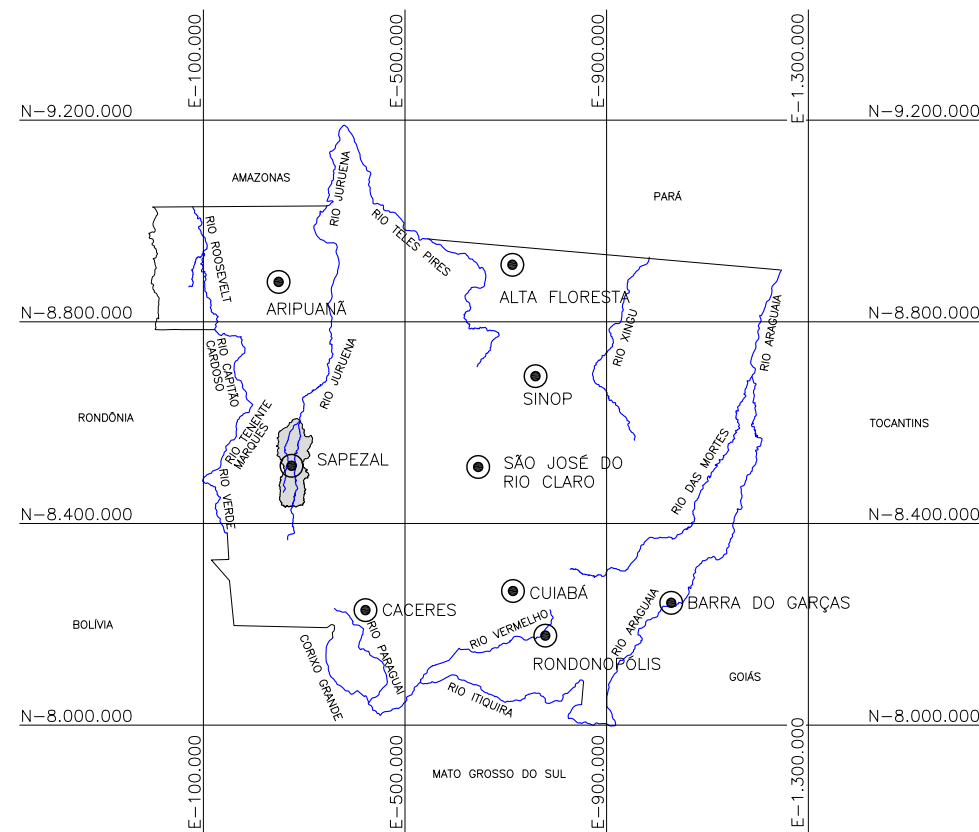 E-100.000
E-500.000
E-900.000
E-1.300.000
N-9.200.000
N-9.200.000
AMAZONAS
PARÁ
RIO JURUENA
RIO TELES PIRES
RIO ROOSEVELT
ARIPUANÃ
ALTA FLORESTA
N-8.800.000
N-8.800.000
RIO XINGU
RIO ARAGUAIA
RIO CAPITÃO
CARDOSO
RIO JURUENA
SINOP
RONDÔNIA
TOCANTINS
RIO TENENTE
MARQUES
SAPEZAL
SÃO JOSÉ DO
RIO CLARO
RIO DAS MORTES
RIO VERDE
N-8.400.000
N-8.400.000
CUIABÁ
CACERES
BARRA DO GARÇAS
BOLÍVIA
RIO PARAGUAI
RIO VERMELHO
RIO ARAGUAIA
RONDONOPÓLIS
CORIXO GRANDE
GOIÁS
RIO ITIQUIRA
N-8.000.000
N-8.000.000
MATO GROSSO DO SUL
E-100.000
E-500.000
E-900.000
E-1.300.000